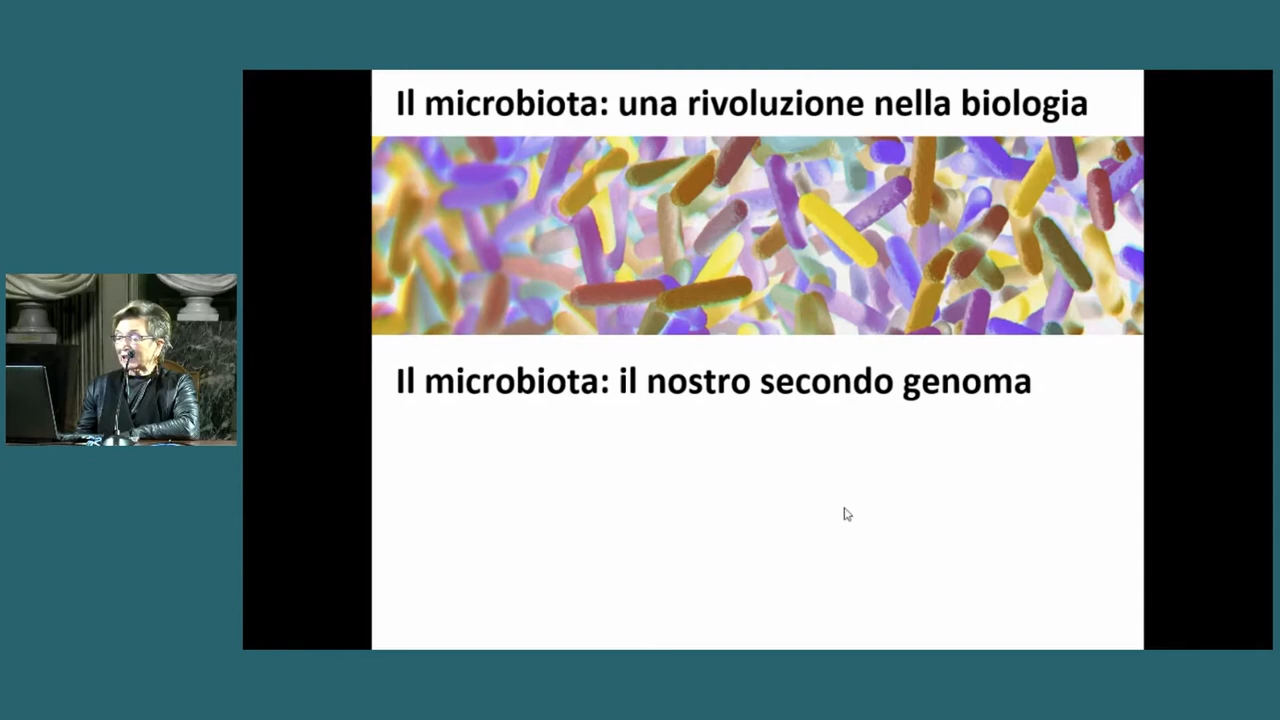 Il microbiota: una rivoluzione nella biologia
Il microbiota: il nostro secondo genoma